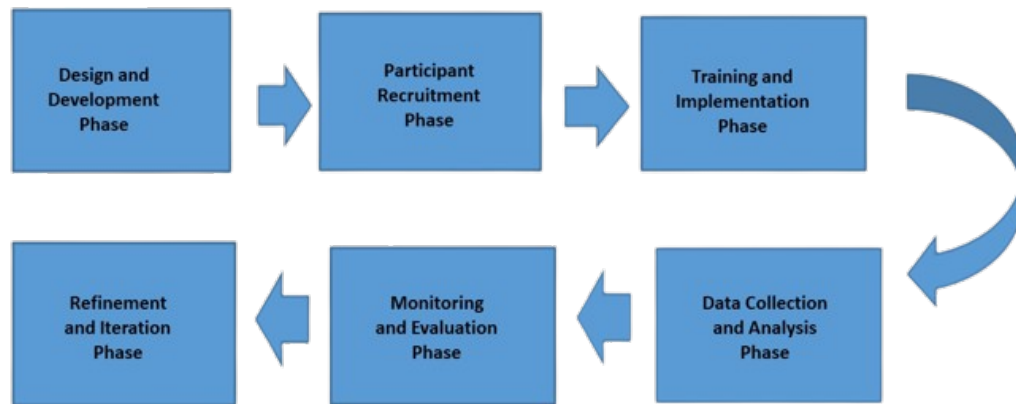 Design and
Development
Phase
Participant
Recruitment
Phase
Training and
Implementation
Phase
Data Collection
and Analysis
Phase
Monitoring
and Evaluation
Phase
Refinement
and Iteration
Phase